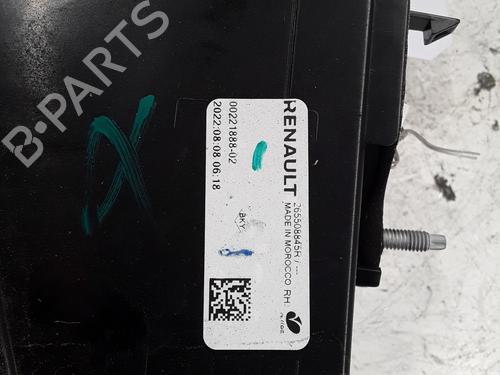 B-PARTS
RENAULT
265508845R / ---
MADE IN MOROCCO RH
00221888-02
2022:08:08 06:18
BKY